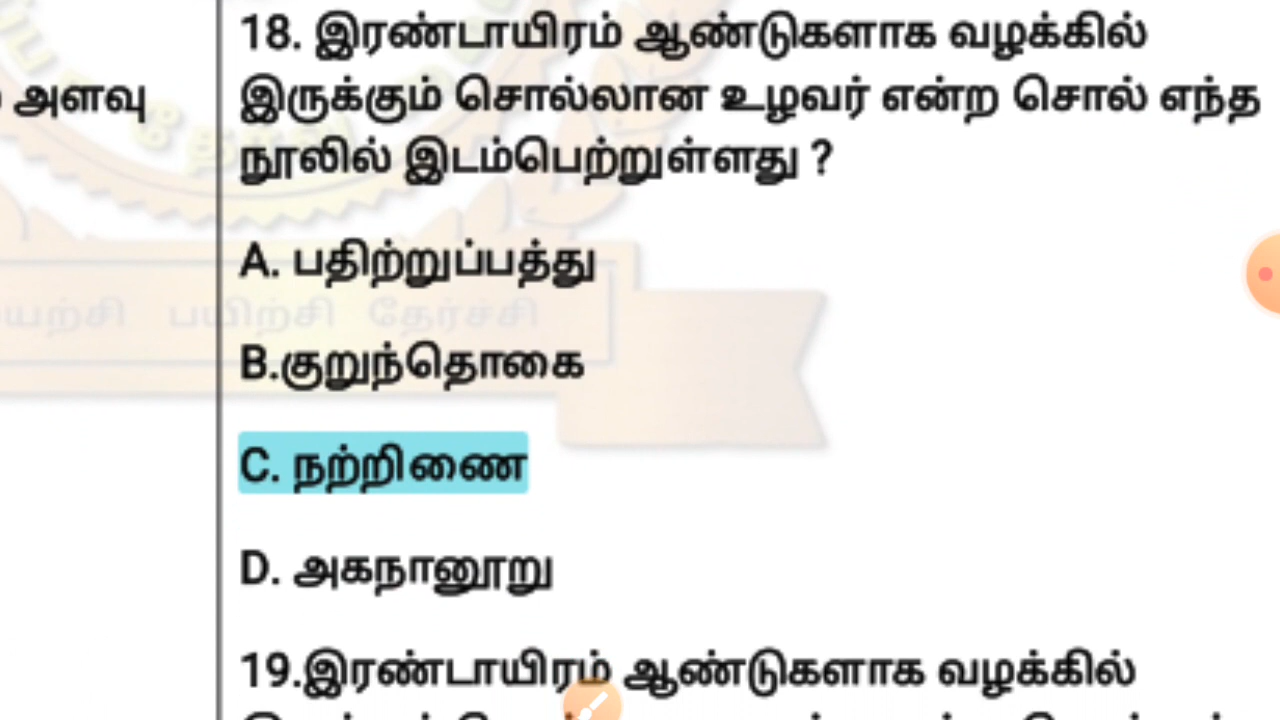 18. இரண்டாயிரம் ஆண்டுகளாக வழக்கில்
அளவு
இருக்கும் சொல்லான உழவர் என்ற சொல் எந்த
நூலில் இடம்பெற்றுள்ளது ?
A. பதிற்றுப்பத்து
பயிற்சி தேர்ச்சி
B.குறுந்தொகை
C. நற்றிணை
D. அகநானூறு
19.இரண்டாயிரம் ஆண்டுகளாக வழக்கில்